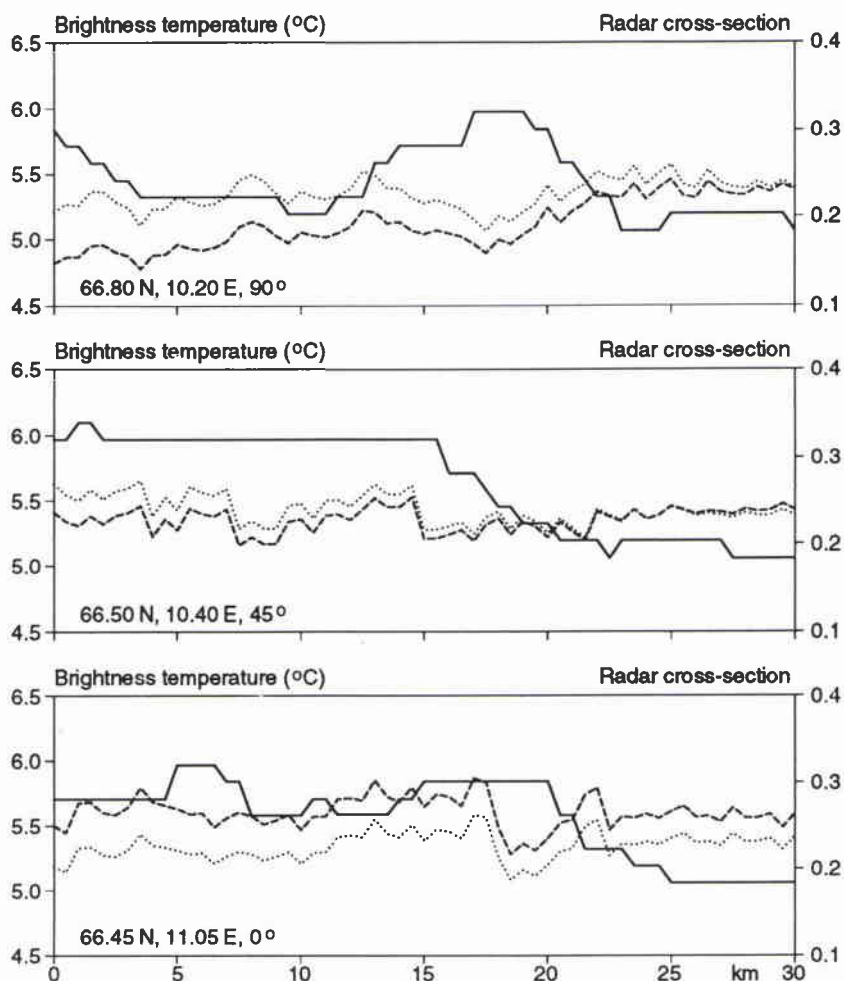 Brightness temperature (°C) Radar cross-section
6.5 0.4
6.0 0.3
5.5
5.0 0.2
4.5 0.1
66.80 N, 10.20 E, 90°
Brightness temperature (°C) Radar cross-section
6.5 0.4
6.0 0.3
5.5
5.0 0.2
4.5 0.1
66.50 N, 10.40 E, 45°
Brightness temperature (°C) Radar cross-section
6.5 0.4
6.0 0.3
5.5
5.0 0.2
4.5 0.1
66.45 N, 11.05 E, 0°
0 5 10 15 20 25 km 30